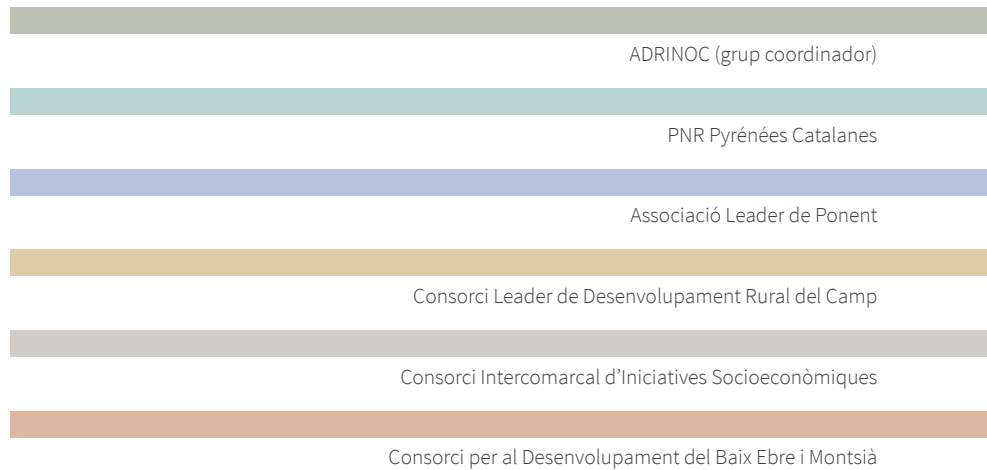 ADRINOC (grup coordinador)
PNR Pyrénées Catalanes
Associació Leader de Ponent
Consorci Leader de Desenvolupament Rural del Camp
Consorci Intercomarcal d’Iniciatives Socioeconòmiques
Consorci per al Desenvolupament del Baix Ebre i Montsià